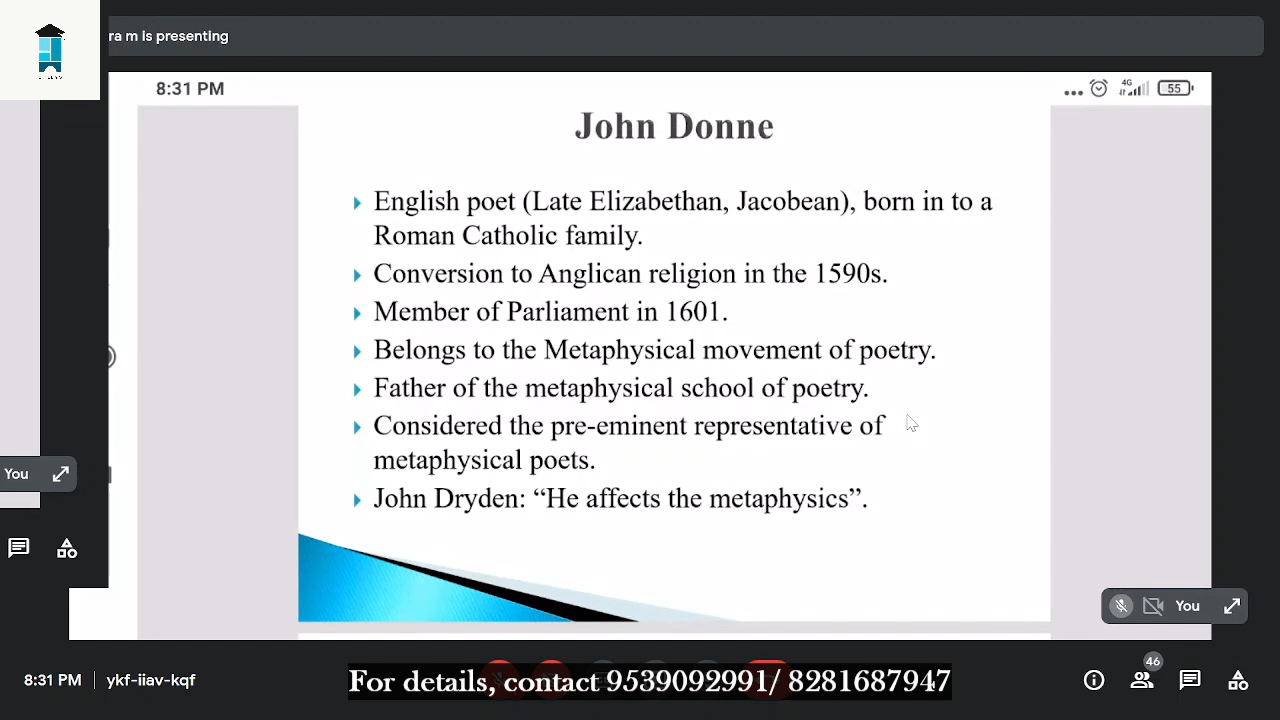 ra m is presenting
8:31 PM
4G
55
John Donne
English poet (Late Elizabethan, Jacobean), born in to a
Roman Catholic family.
Conversion to Anglican religion in the 1590s.
Member of Parliament in 1601.
Belongs to the Metaphysical movement of poetry.
Father of the metaphysical school of poetry.
Considered the pre-eminent representative of
metaphysical poets.
John Dryden: “He affects the metaphysics”.
You
You
46
8:31 PM | ykf-iiav-kqf
For details, contact 9539092991/ 8281687947